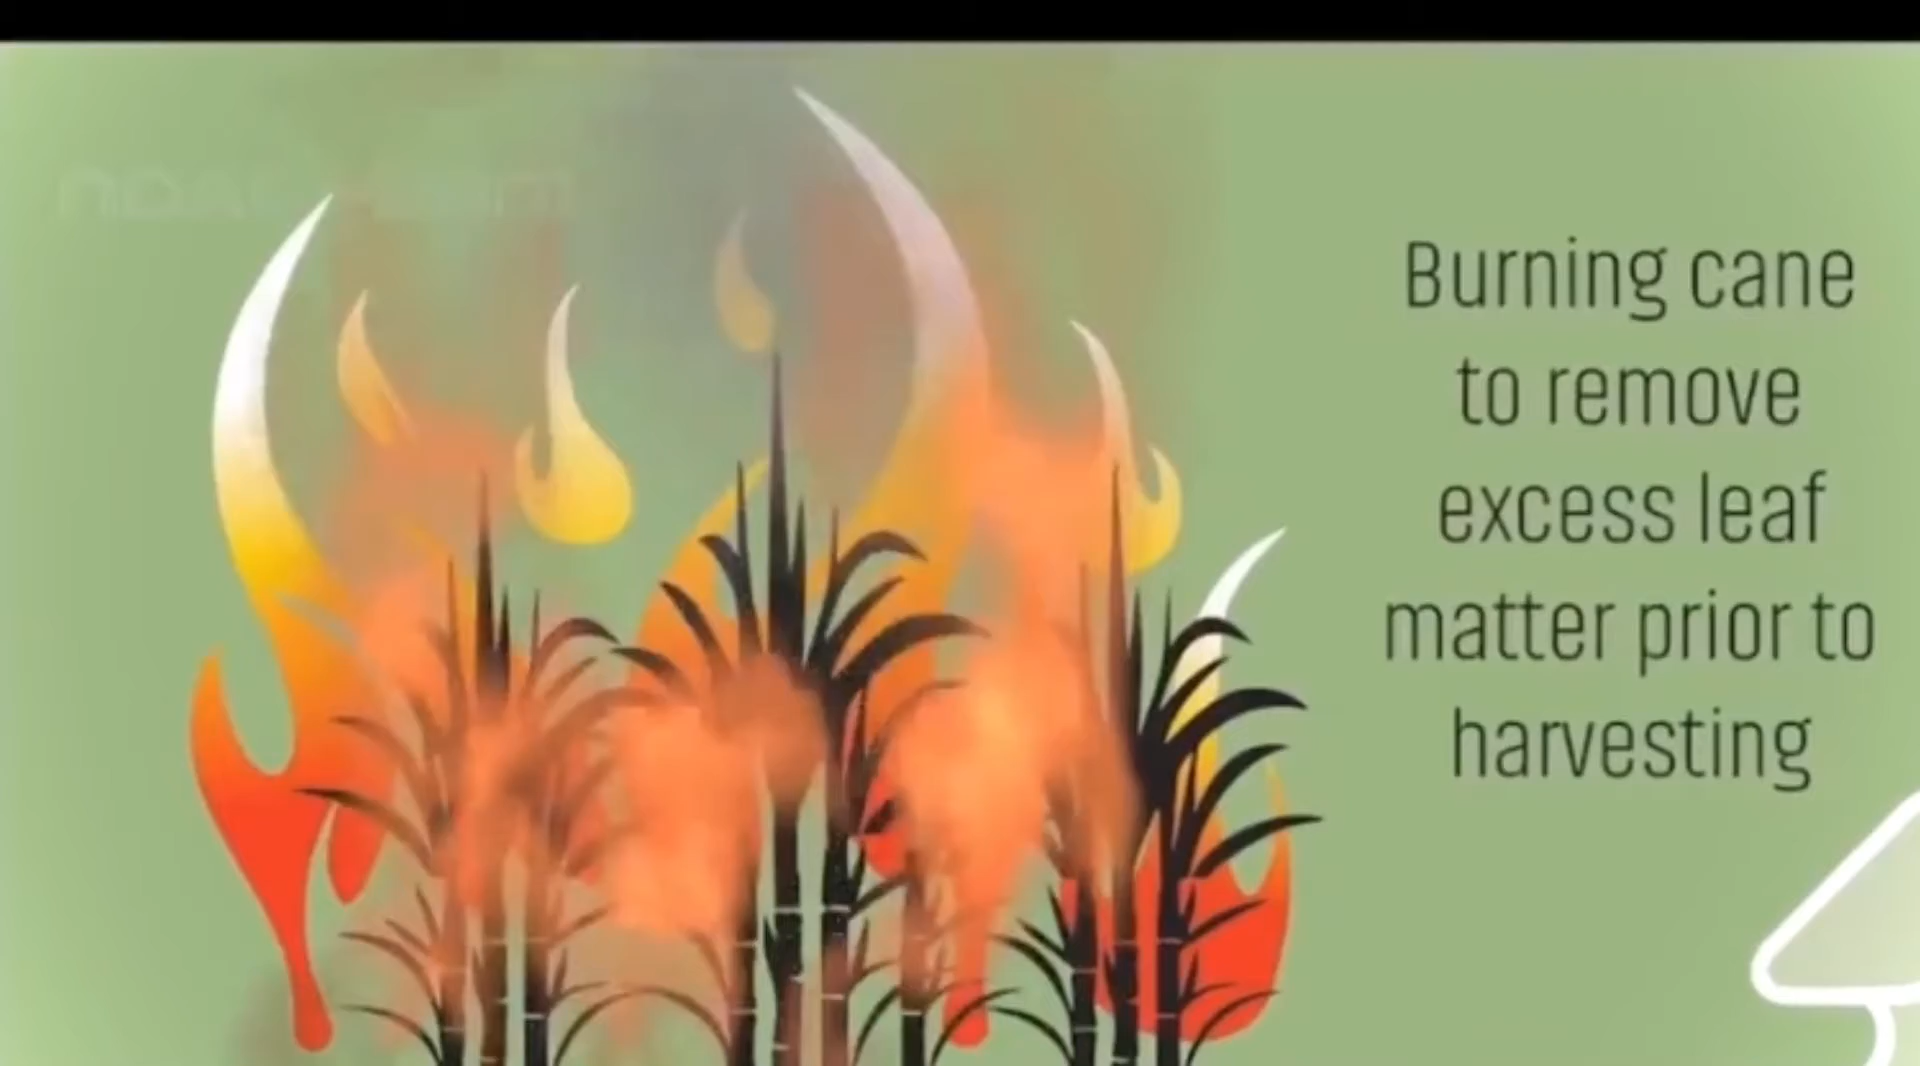 Burning cane
to remove
excess leaf
matter prior to
harvesting